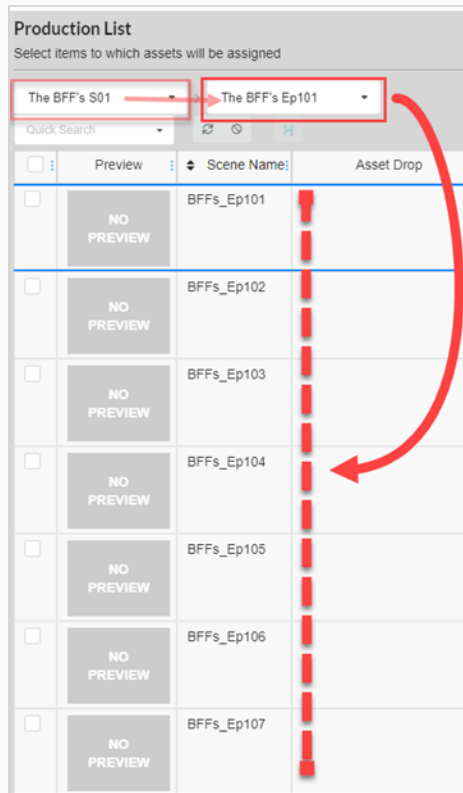 Production List
Select items to which assets will be assigned
The BFF's S01
The BFF's Ep101
Quick Search
Preview
Scene Name
Asset Drop
NO
PREVIEW
BFFs_Ep101
NO
PREVIEW
BFFs_Ep102
NO
PREVIEW
BFFs_Ep103
NO
PREVIEW
BFFs_Ep104
NO
PREVIEW
BFFs_Ep105
NO
PREVIEW
BFFs_Ep106
NO
PREVIEW
BFFs_Ep107